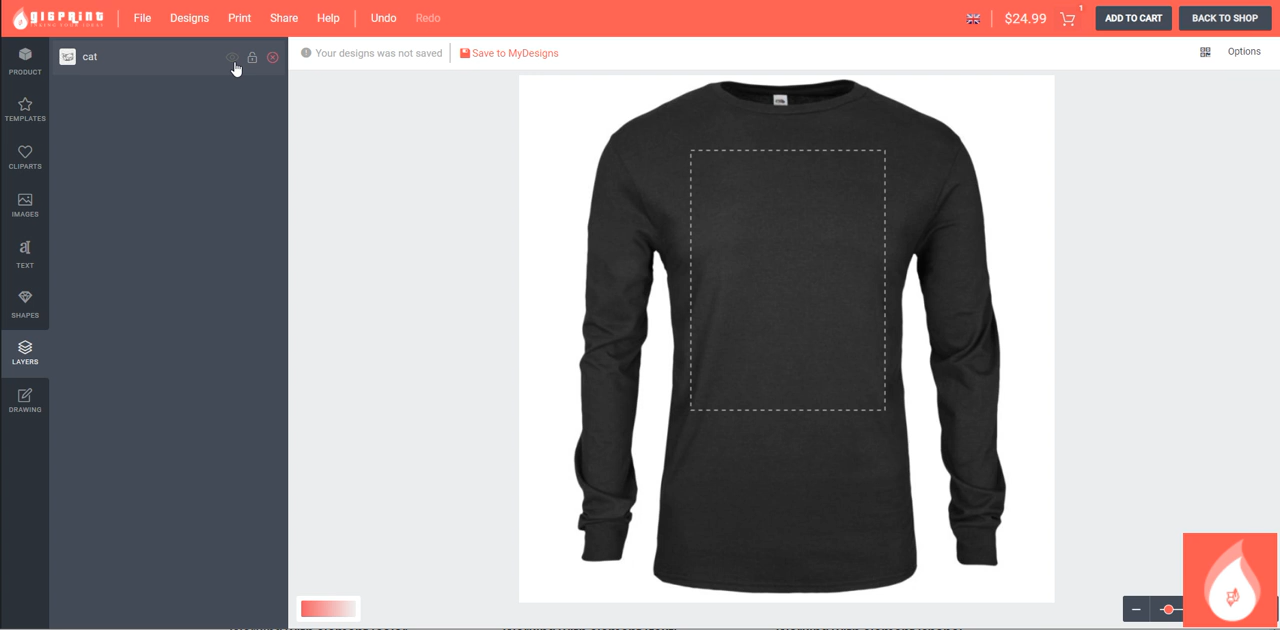 gisprint
File Designs Print Share Help Undo Redo
$24.99 1 ADD TO CART BACK TO SHOP
PRODUCT
cat
Your designs was not saved Save to MyDesigns
Options
TEMPLATES
CLIPARTS
IMAGES
TEXT
SHAPES
LAYERS
DRAWING